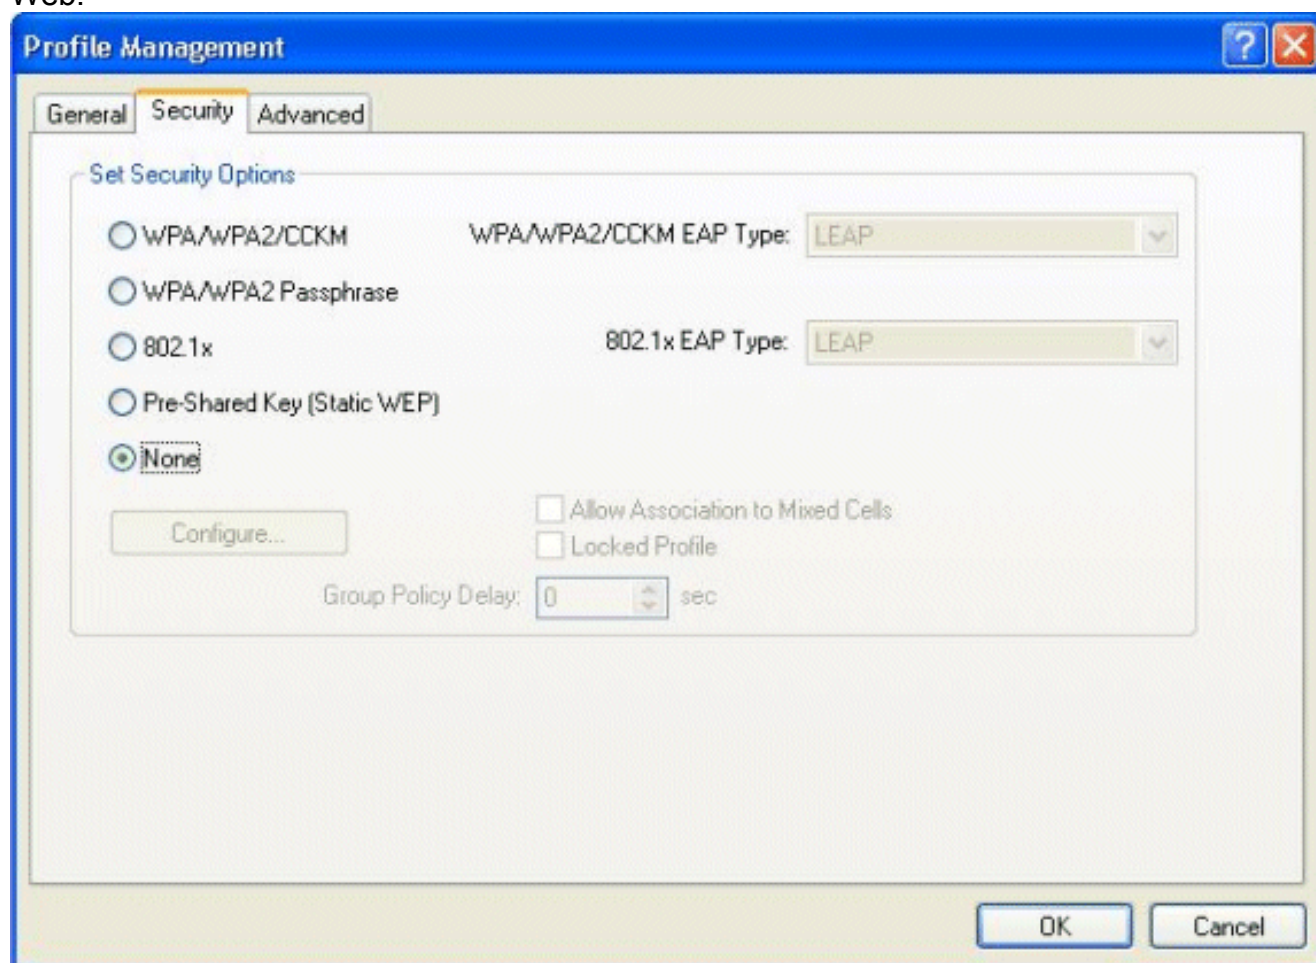 Web.
Profile Management
General Security Advanced
Set Security Options
WPA/WPA2/CCKM WPA/WPA2/CCKM EAP Type: LEAP
WPA/WPA2 Passphrase
802.1x 802.1x EAP Type: LEAP
Pre-Shared Key (Static WEP)
None
Configure... Allow Association to Mixed Cells
Locked Profile
Group Policy Delay: 0 sec
OK Cancel